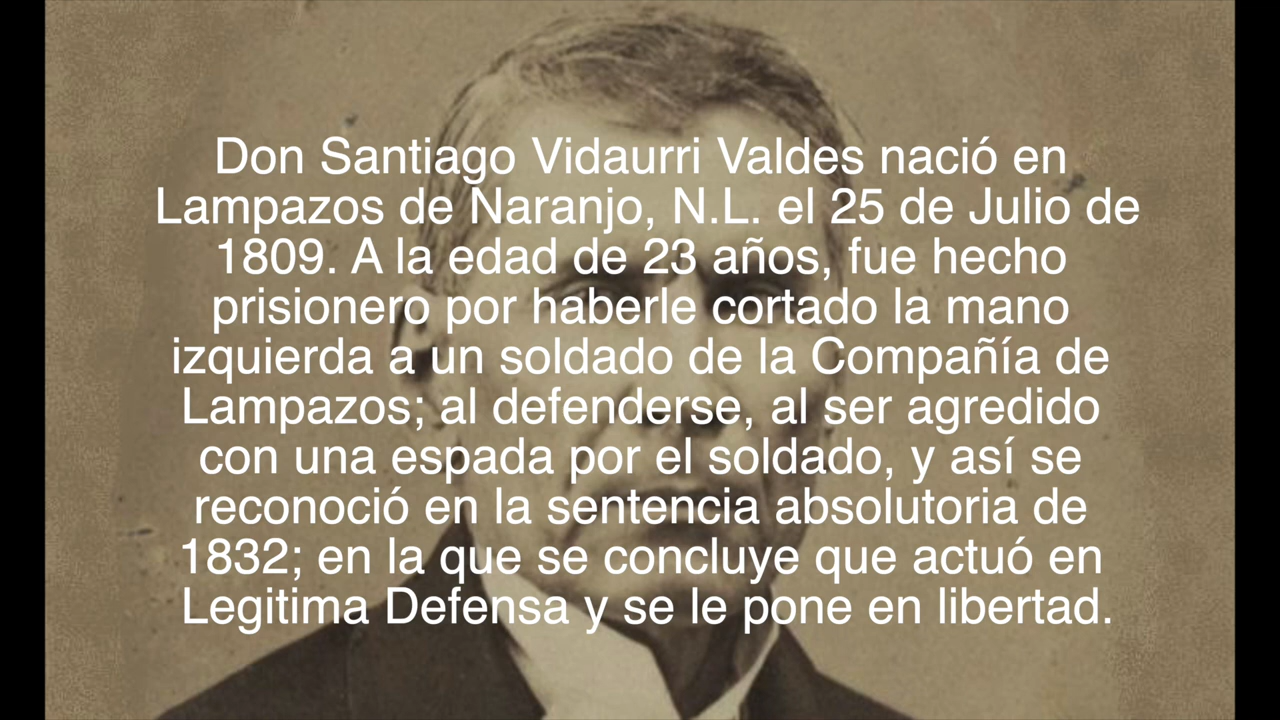 Don Santiago Vidaurri Valdes nació en
Lampazos de Naranjo, N.L. el 25 de Julio de
1809. A la edad de 23 años, fue hecho
prisionero por haberle cortado la mano
izquierda a un soldado de la Compañía de
Lampazos; al defenderse, al ser agredido
con una espada por el soldado, y así se
reconoció en la sentencia absolutoria de
1832; en la que se concluye que actuó en
Legitima Defensa y se le pone en libertad.